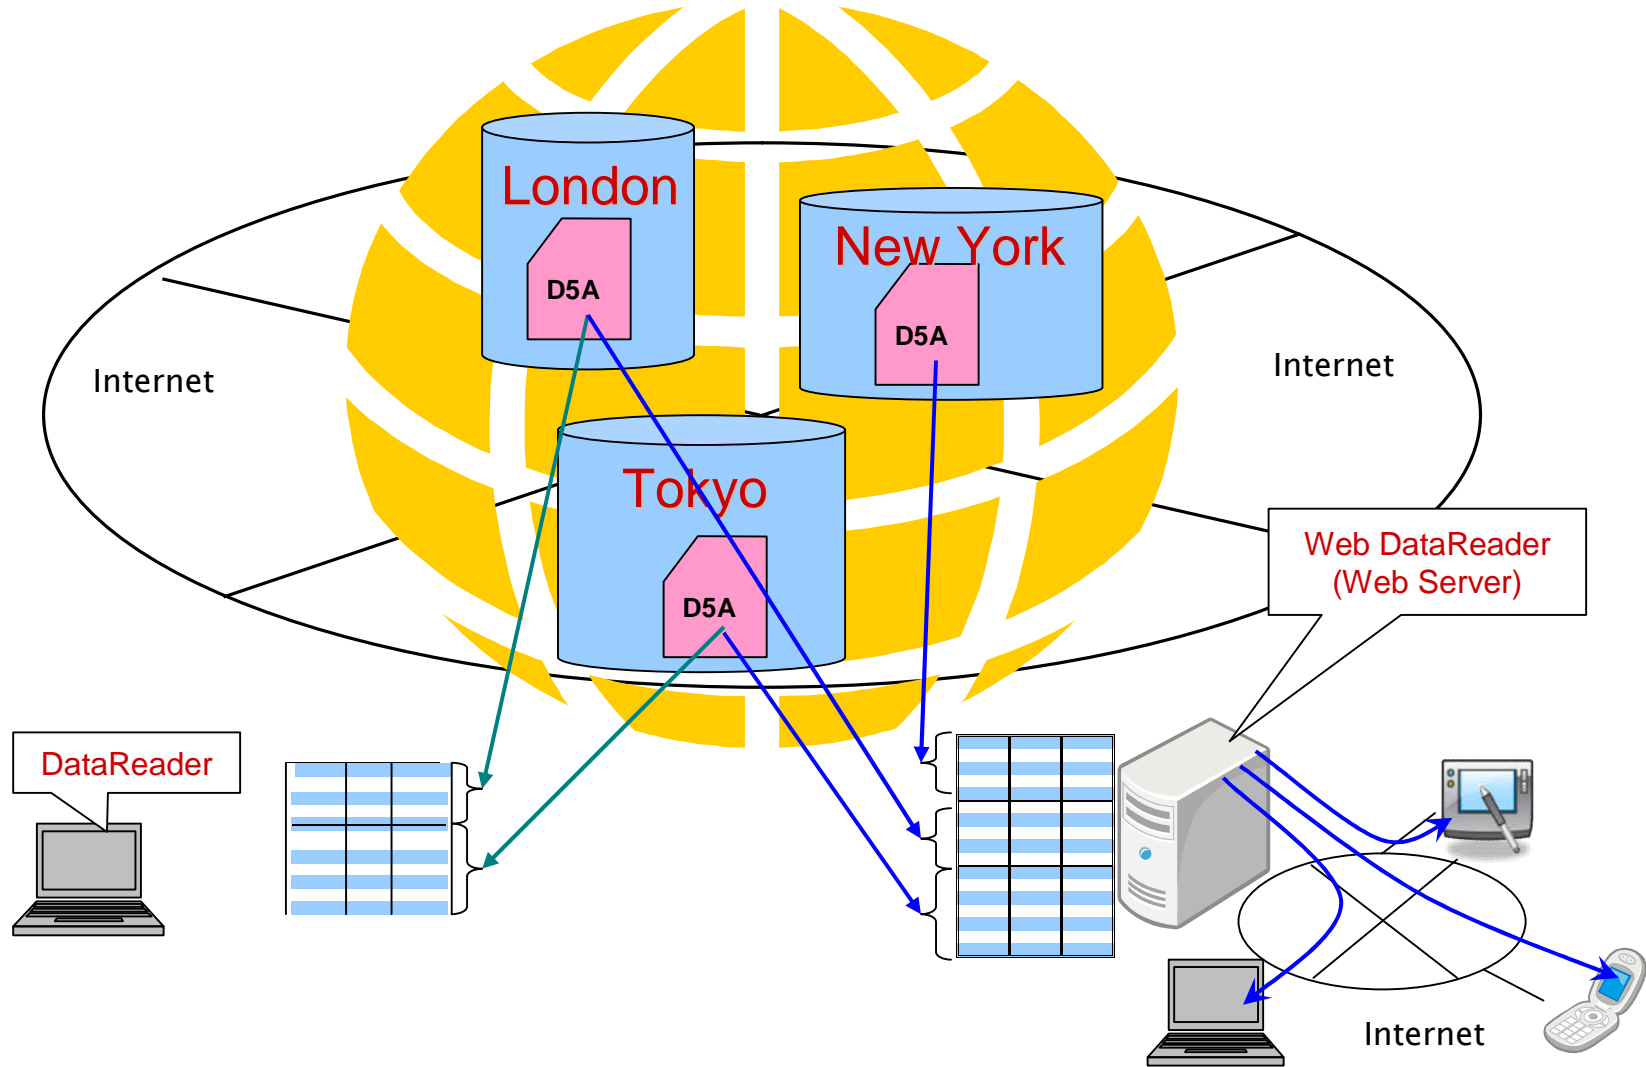 London
D5A
New York
D5A
Internet
Internet
Tokyo
D5A
Web DataReader
(Web Server)
DataReader
Internet